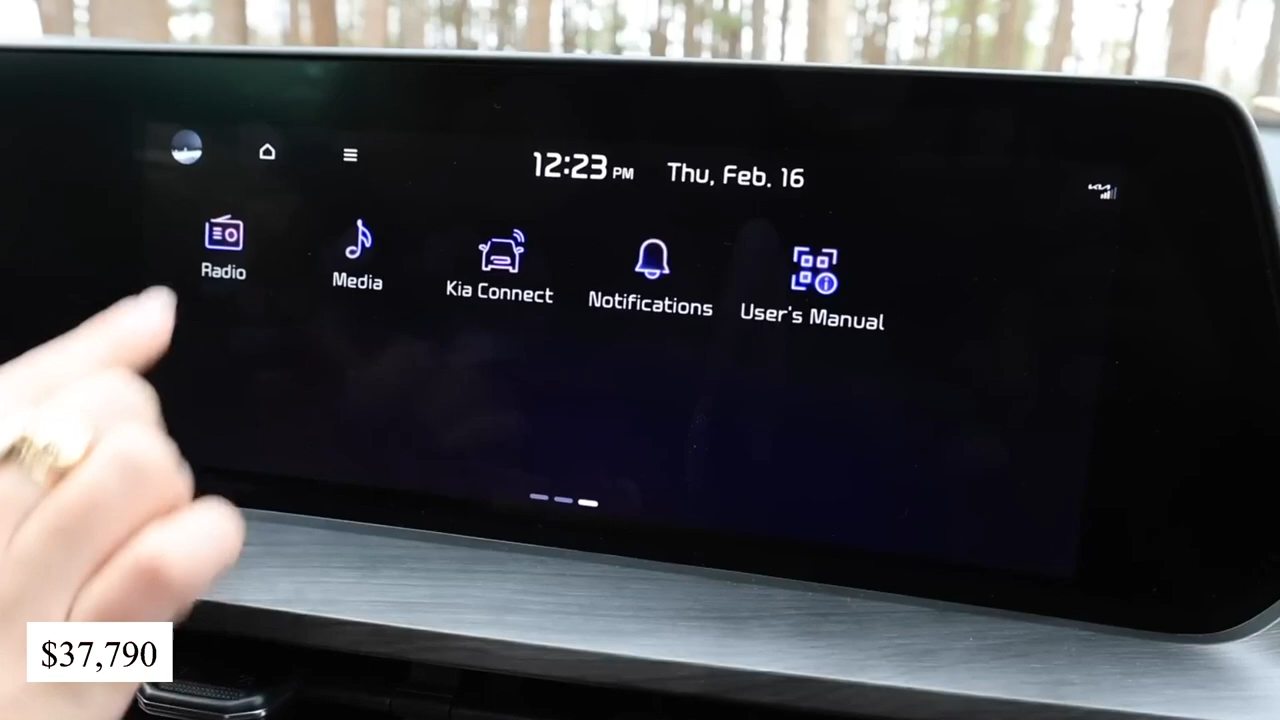 12:23 PM Thu, Feb. 16
Radio
Media
Kia Connect
Notifications
User's Manual
$37,790